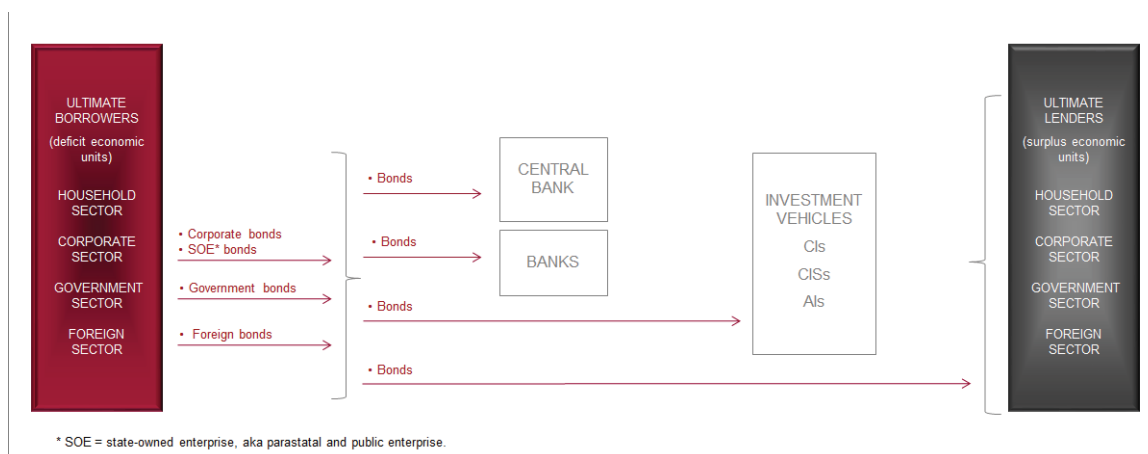 ULTIMATE
BORROWERS
(deficit economic
units)
HOUSEHOLD
SECTOR
CORPORATE
SECTOR
GOVERNMENT
SECTOR
FOREIGN
SECTOR
• Corporate bonds
• SOE* bonds
• Government bonds
• Foreign bonds
• Bonds
• Bonds
• Bonds
• Bonds
CENTRAL
BANK
BANKS
INVESTMENT
VEHICLES
CIs
CISs
AIs
ULTIMATE
LENDERS
(surplus economic
units)
HOUSEHOLD
SECTOR
CORPORATE
SECTOR
GOVERNMENT
SECTOR
FOREIGN
SECTOR
* SOE = state-owned enterprise, aka parastatal and public enterprise.